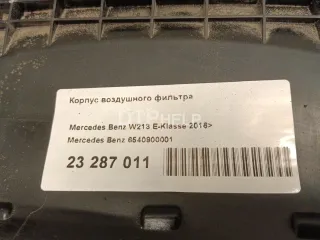 Корпус воздушного фильтра
Mercedes Benz W213 E-Klasse 2016>
Mercedes Benz 6540900001
23 287 011